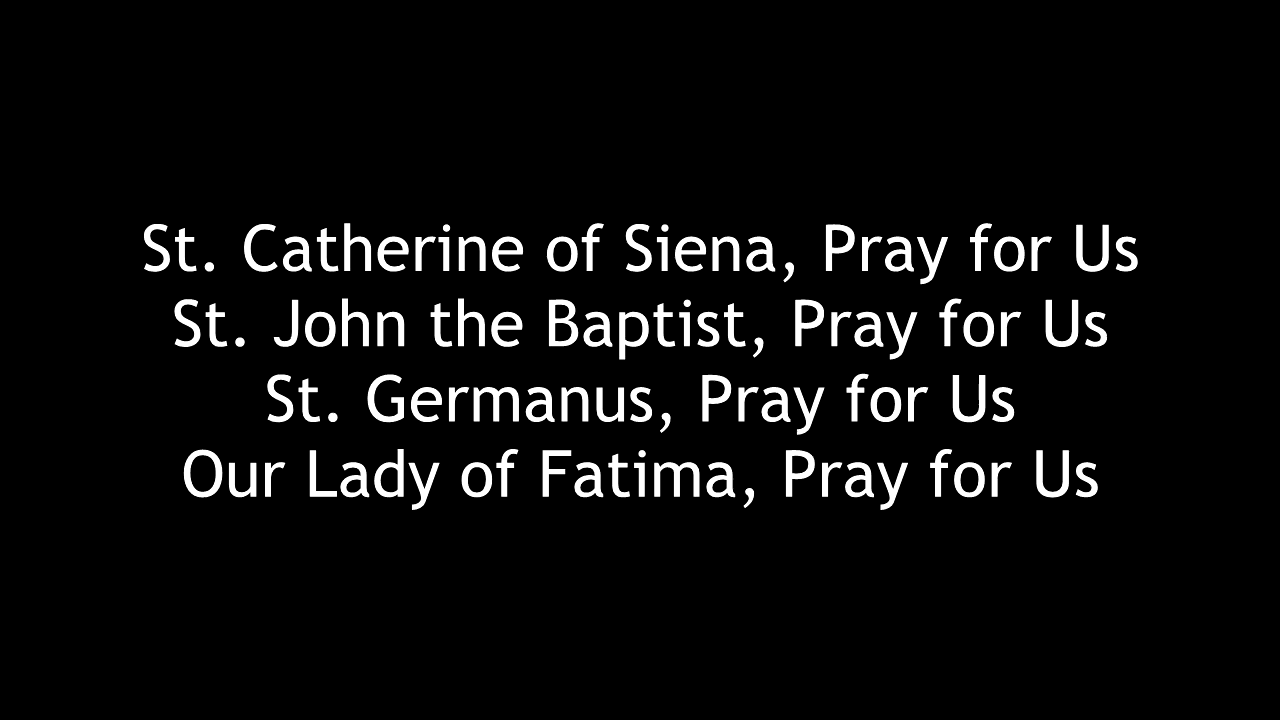 St. Catherine of Siena, Pray for Us
St. John the Baptist, Pray for Us
St. Germanus, Pray for Us
Our Lady of Fatima, Pray for Us